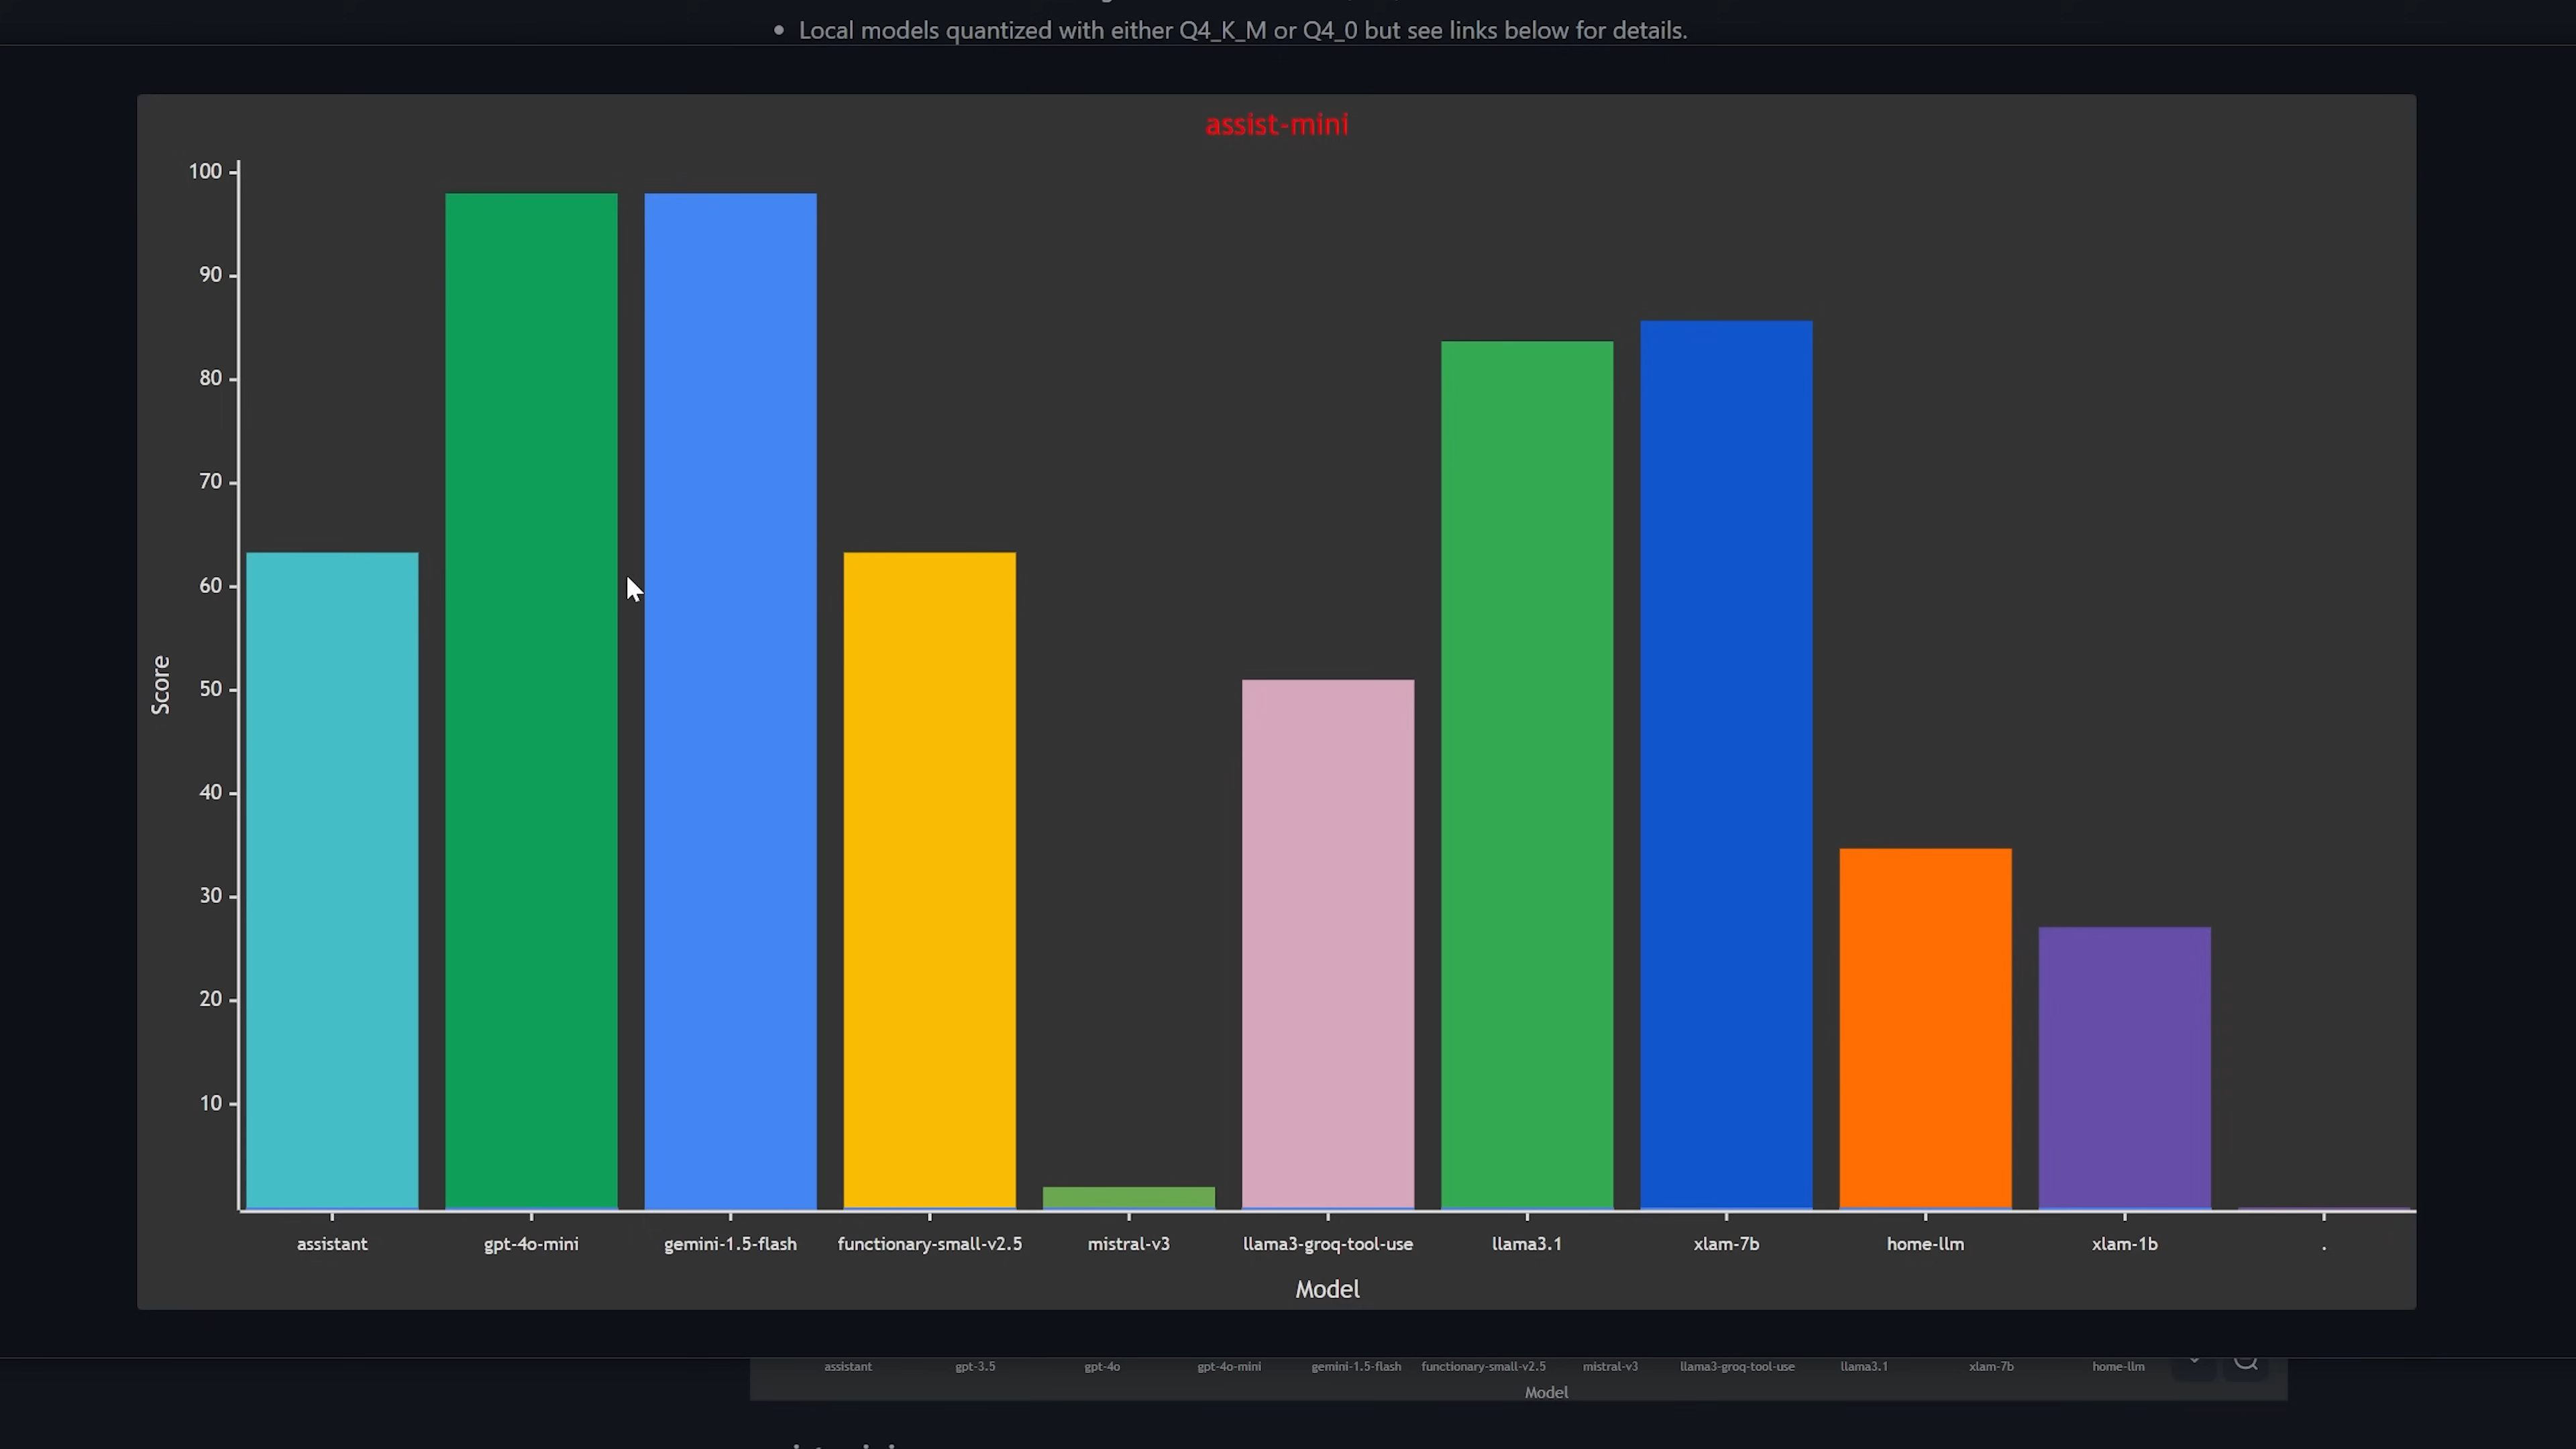 • Local models quantized with either Q4_K_M or Q4_0 but see links below for details.
assist-mini
100
90
80
70
60
50
40
30
20
10
Score
assistant gpt-4o-mini gemini-1.5-flash functionary-small-v2.5 mistral-v3 llama3-groq-tool-use llama3.1 xlam-7b home-llm xlam-1b .
Model
assistant gpt-3.5 gpt-4o gpt-4o-mini gemini-1.5-flash functionary-small-v2.5 mistral-v3 llama3-groq-tool-use llama3.1 xlam-7b home-llm
Model